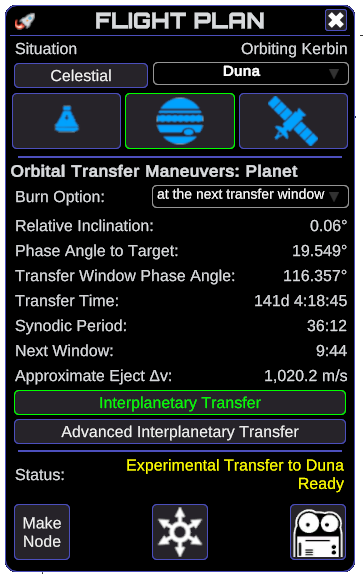 FLIGHT PLAN
Situation Orbiting Kerbin
Celestial Duna
Orbital Transfer Maneuvers: Planet
Burn Option: at the next transfer window
Relative Inclination: 0.06°
Phase Angle to Target: 19.549°
Transfer Window Phase Angle: 116.357°
Transfer Time: 141d 4:18:45
Synodic Period: 36:12
Next Window: 9:44
Approximate Eject Δv: 1,020.2 m/s
Interplanetary Transfer
Advanced Interplanetary Transfer
Status: Experimental Transfer to Duna
Ready
Make
Node